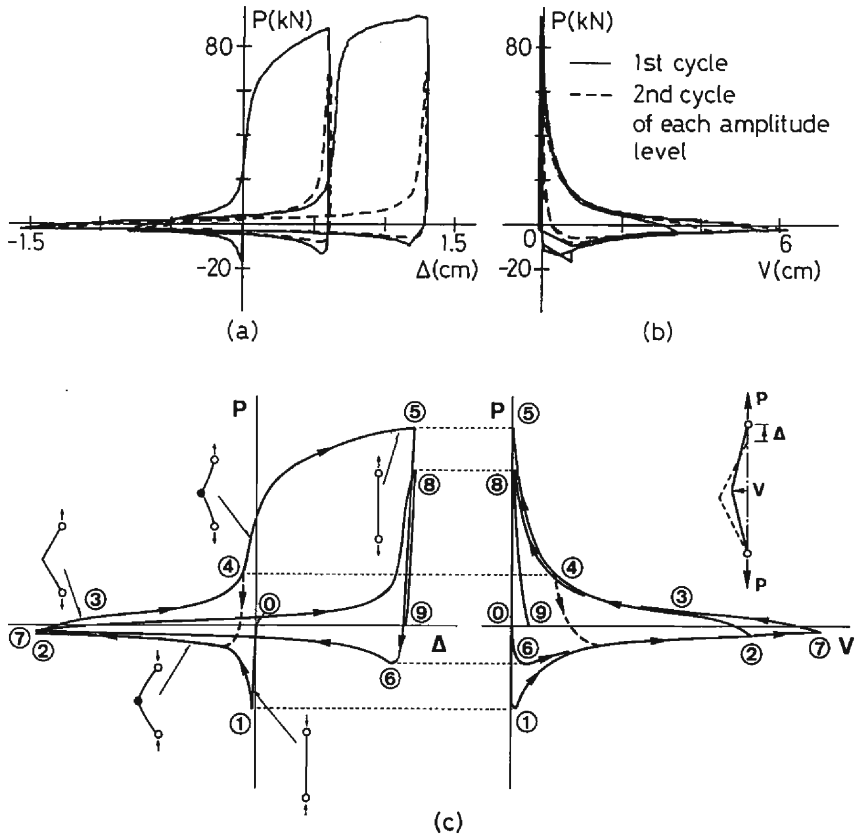 P(kN)
80
-20
-1.5
1.5
Δ(cm)
(a)
P(kN)
80
1st cycle
2nd cycle
of each amplitude
level
0
6
-20
V(cm)
(b)
P
⑤
⑧
④
⓪
③
⑨
⑦
②
Δ
⑥
①
P
⑤
⑧
④
③
⓪
⑨
⑥
②
⑦
V
①
P
Δ
V
P
(c)